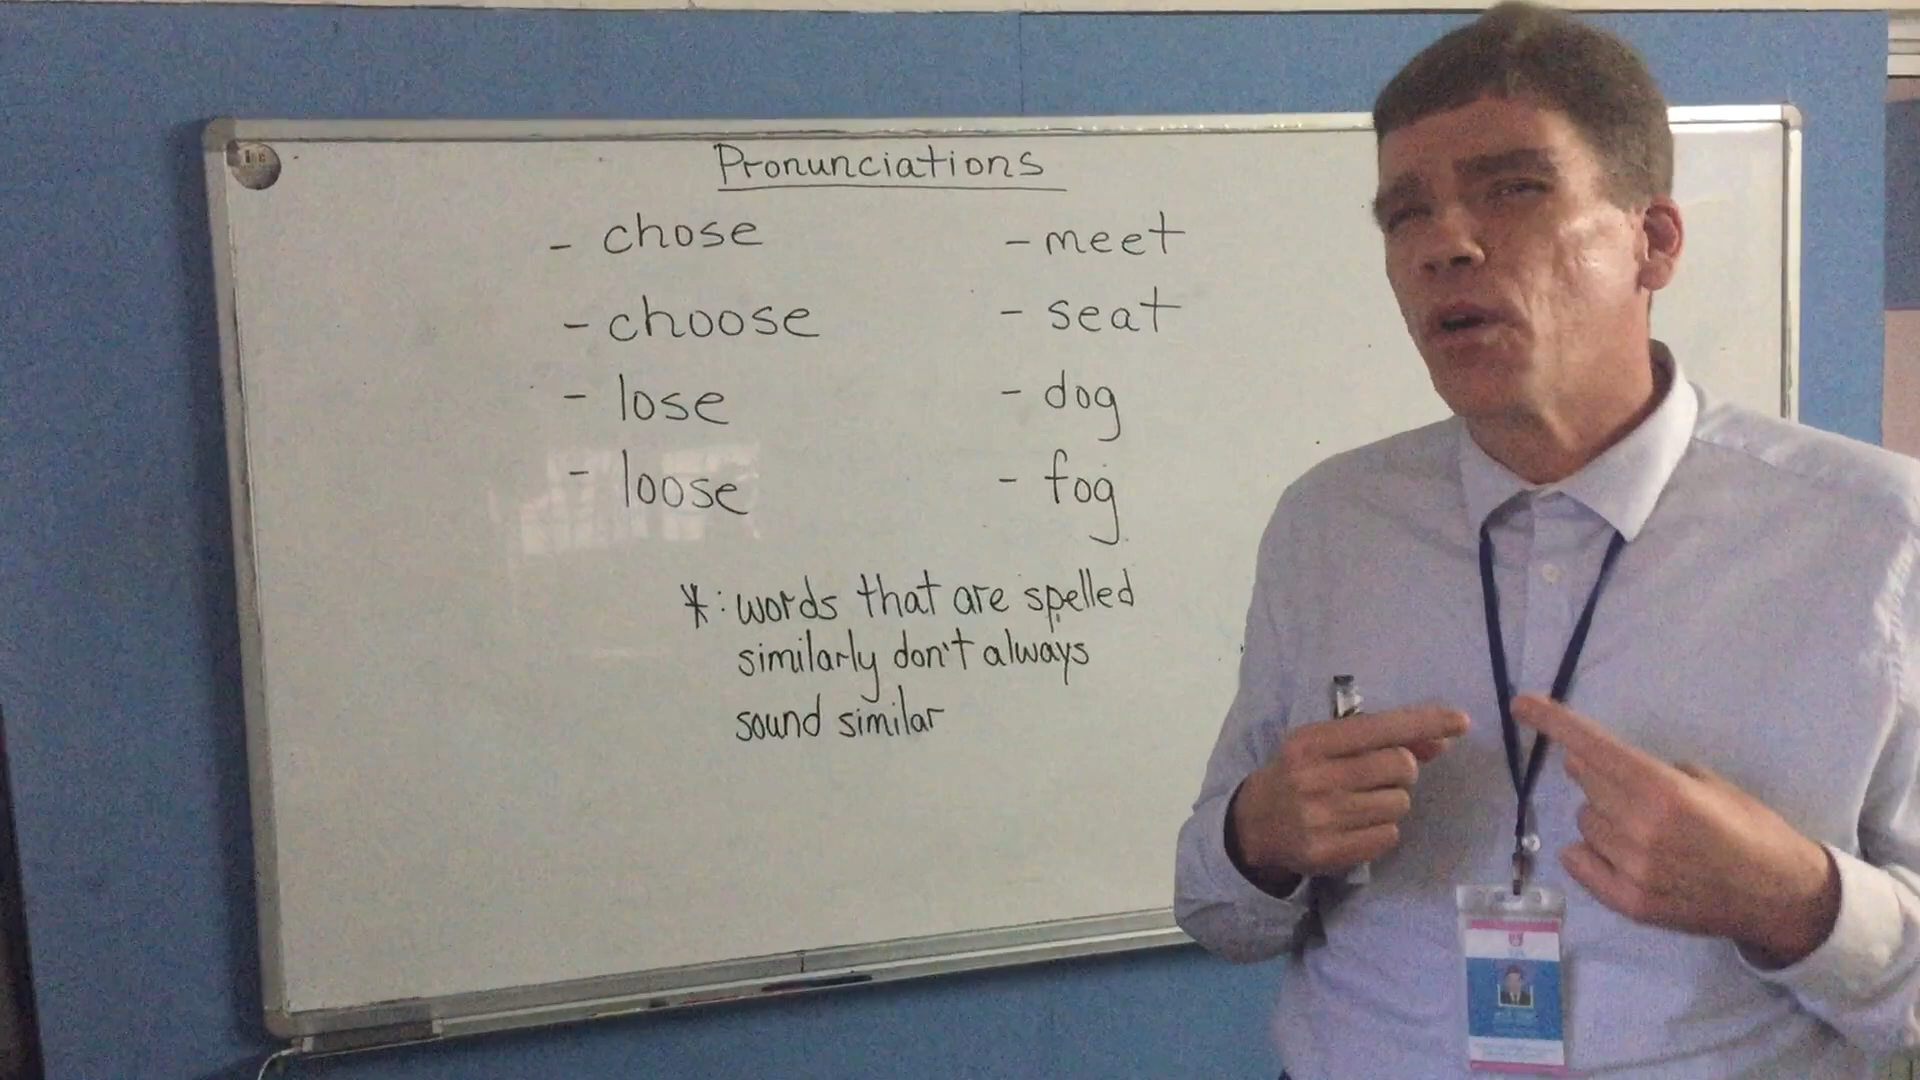 Pronunciations
- chose
- choose
- lose
- loose
- meet
- seat
- dog
- fog
*: words that are spelled
similarly don't always
sound similar